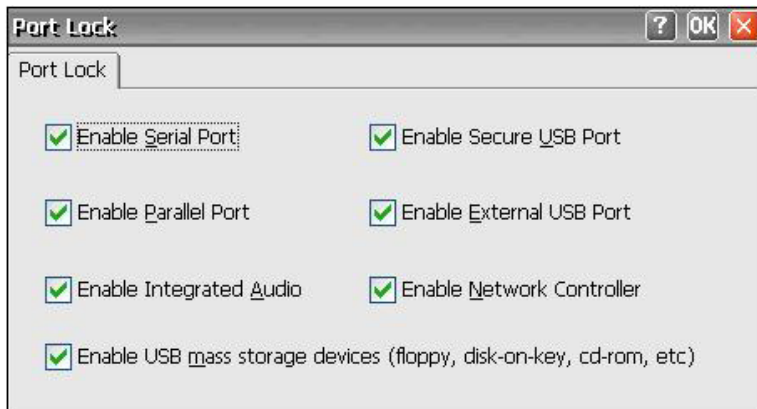 Port Lock
? OK X
Port Lock
Enable Serial Port
Enable Secure USB Port
Enable Parallel Port
Enable External USB Port
Enable Integrated Audio
Enable Network Controller
Enable USB mass storage devices (floppy, disk-on-key, cd-rom, etc)